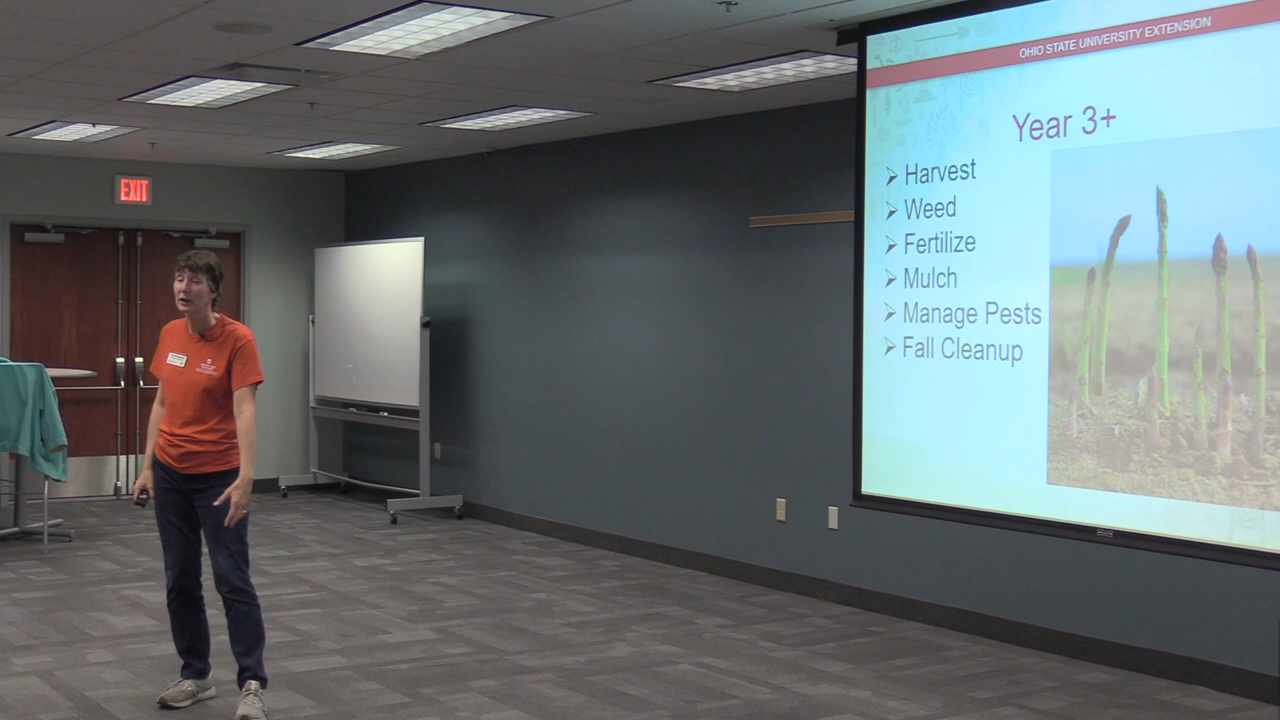 OHIO STATE UNIVERSITY EXTENSION
Year 3+
Harvest
Weed
Fertilize
Mulch
Manage Pests
Fall Cleanup
EXIT